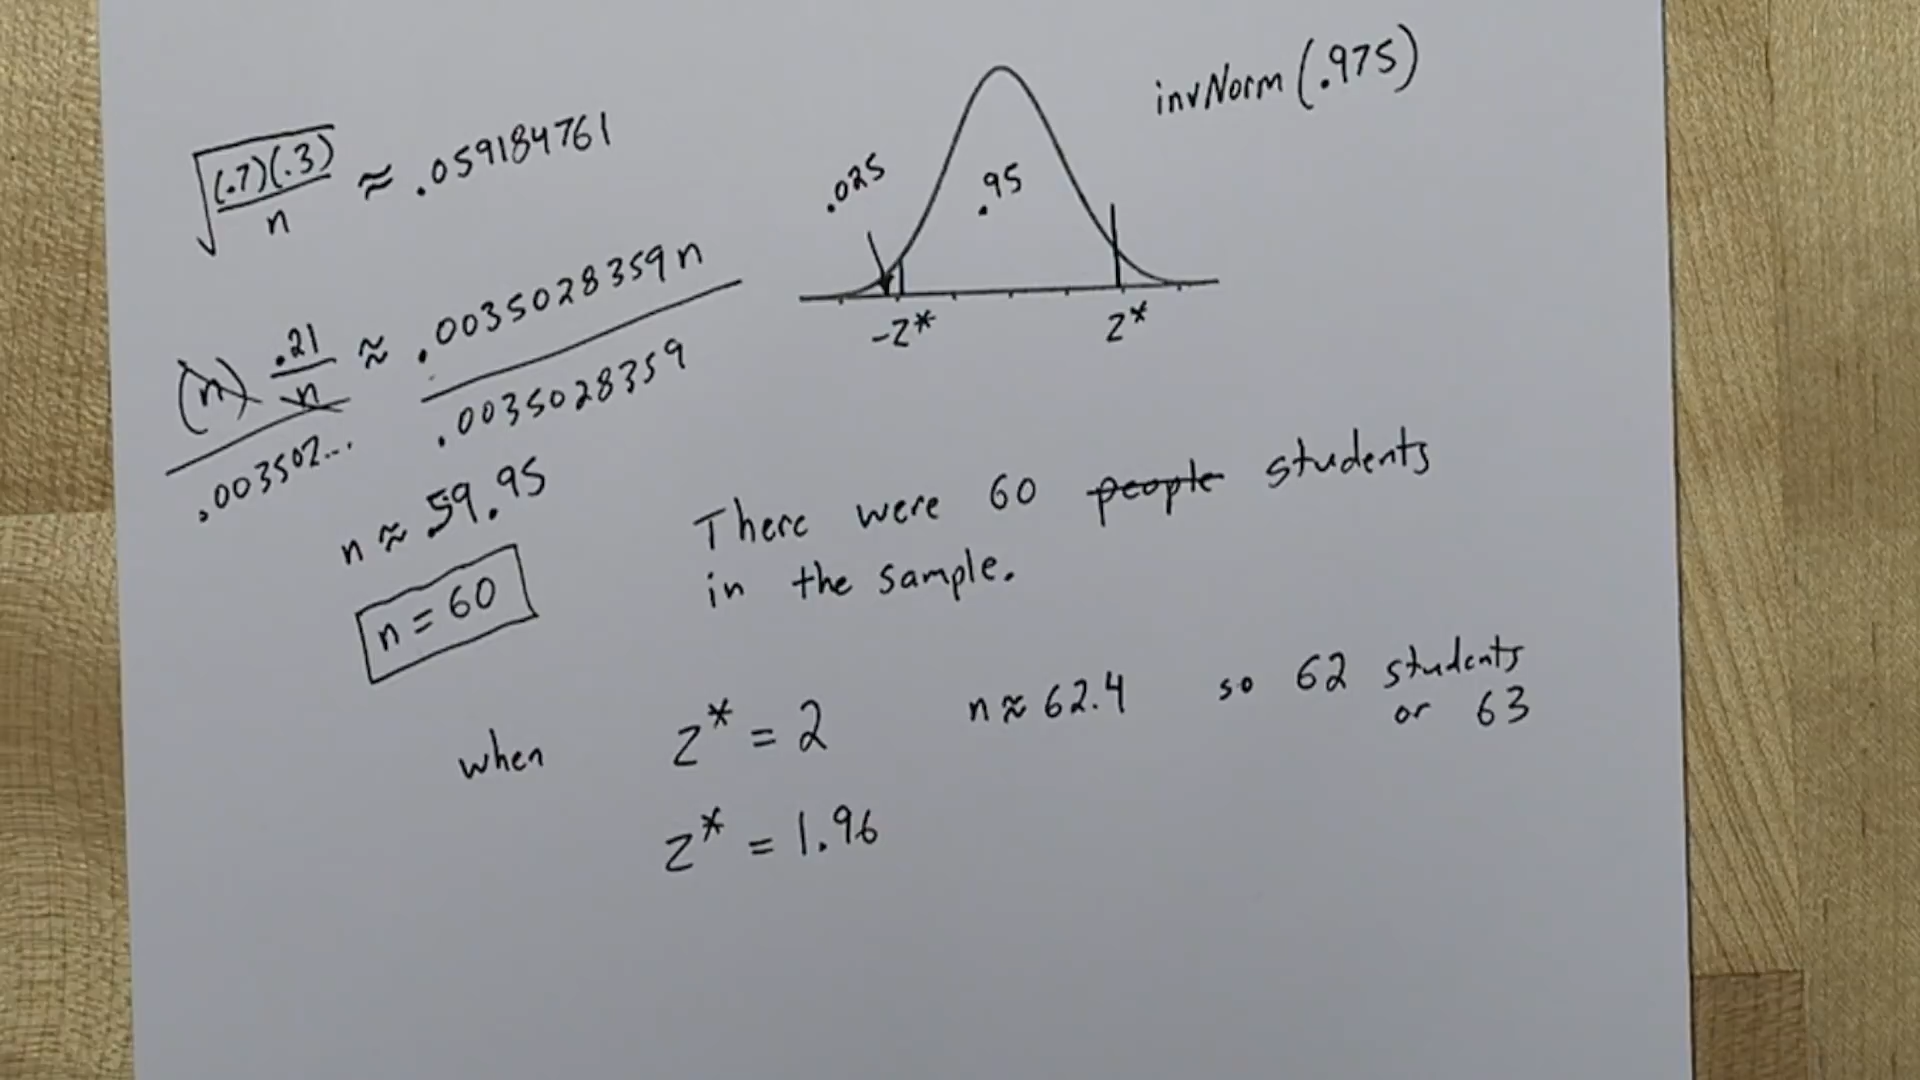 √((.7)(.3)/n) ≈ .059184761
(n) .21/n ≈ .0035028359n
.003502... .0035028359
n ≈ 59.95
n = 60
invNorm (.975)
.025
.95
-z* z*
There were 60 people students
in the sample.
when z* = 2 n ≈ 62.4 so 62 students
or 63
z* = 1.96